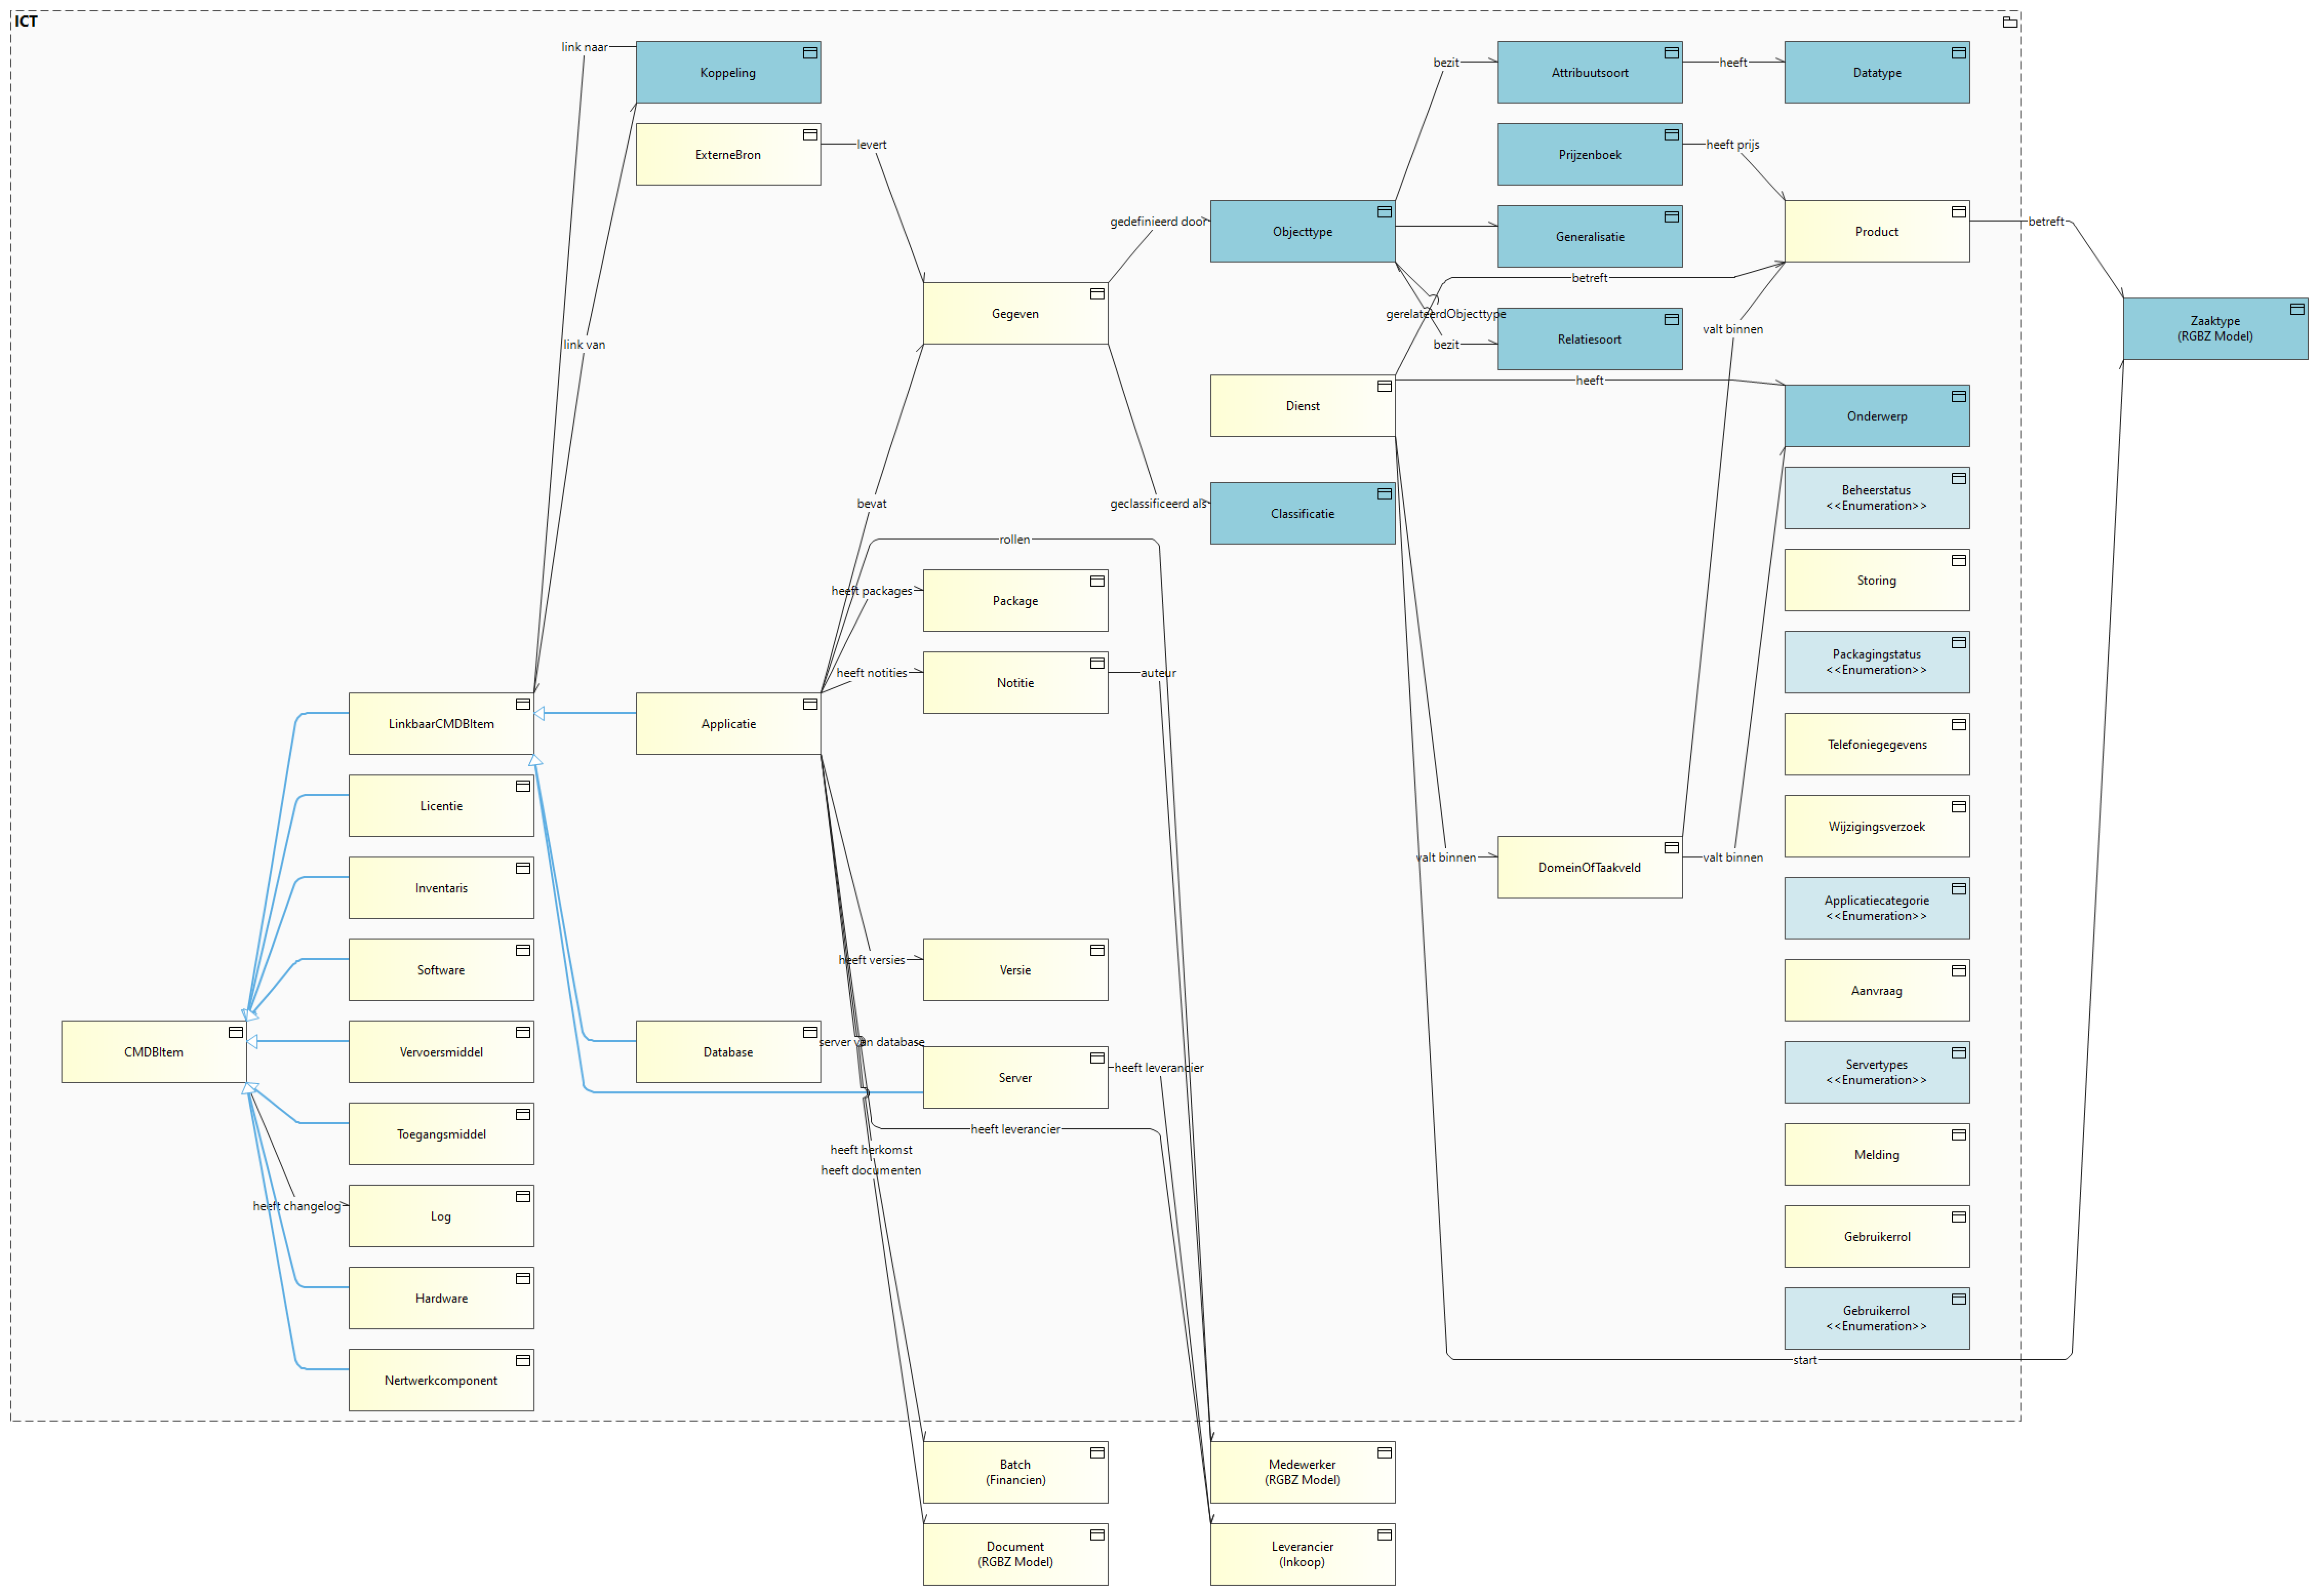 ICT
link naar
Koppeling
bezit
Attribuutsoort
heeft
Datatype
ExterneBron
levert
Prijzenboek
heeft prijs
gedefinieerd door
Objecttype
Generalisatie
Product
betreft
betreft
Gegeven
gerelateerdObjecttype
valt binnen
Zaaktype
(RGBZ Model)
link van
bezit
Relatiesoort
heeft
Dienst
Onderwerp
bevat
geclassificeerd als
Classificatie
Beheerstatus
<<Enumeration>>
rollen
heeft packages
Package
Storing
heeft notities
Notitie
auteur
Packagingstatus
<<Enumeration>>
LinkbaarCMDBItem
Applicatie
Telefoniegegevens
Licentie
Wijzigingsverzoek
valt binnen
DomeinOfTaakveld
valt binnen
Inventaris
Applicatiecategorie
<<Enumeration>>
heeft versies
Software
Versie
Aanvraag
CMDBItem
Vervoersmiddel
Database
server van database
Server
heeft leverancier
Servertypes
<<Enumeration>>
Toegangsmiddel
heeft leverancier
heeft herkomst
heeft documenten
Melding
heeft changelog
Log
Gebruikerrol
Hardware
Gebruikerrol
<<Enumeration>>
start
Nertwerkcomponent
Batch
(Financien)
Medewerker
(RGBZ Model)
Document
(RGBZ Model)
Leverancier
(Inkoop)